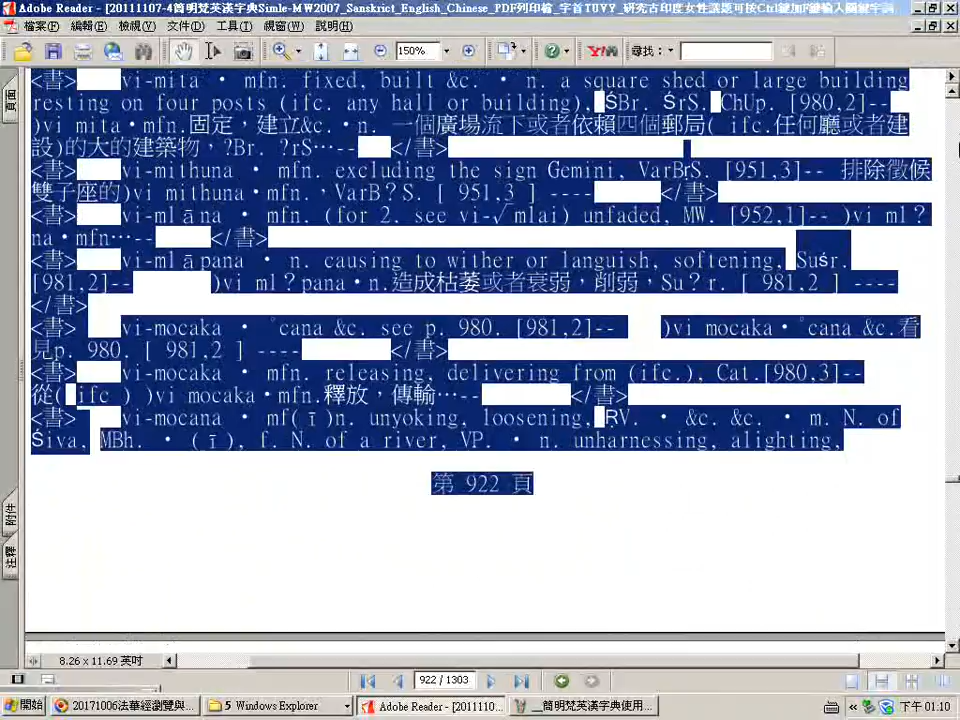 Adobe Reader - [20111107-4簡明梵英漢字典Simle-MW2007_Sanskrict_English_Chinese_PDF列印檔_字首TUVY_研究古印度女性議題可按Ctrl鍵加F鍵輸入關鍵字詞
檔案(F) 編輯(E) 檢視(V) 文件(D) 工具(T) 視窗(W) 說明(H)
150% Y! 尋找:
頁面
<書> vi-mita • mfn. fixed, built &c. • n. a square shed or large building
resting on four posts (ifc. any hall or building), ŚBr. ŚrS. ChUp. [980,2]--
)vi mita•mfn.固定，建立&c.•n. 一個廣場流下或者依賴四個郵局( ifc.任何廳或者建
設)的大的建築物，?Br. ?rS…-- </書>
<書> vi-mithuna • mfn. excluding the sign Gemini, VarBrS. [951,3]-- 排除徵候
雙子座的)vi mithuna•mfn.，VarB？S. [ 951,3 ] ---- </書>
<書> vi-mlāna • mfn. (for 2. see vi-√mlai) unfaded, MW. [952,1]-- )vi ml？
na•mfn…-- </書>
<書> vi-mlāpana • n. causing to wither or languish, softening, Suśr.
[981,2]-- )vi ml？pana•n.造成枯萎或者衰弱，削弱，Su？r. [ 981,2 ] ----
</書>
<書> vi-mocaka • °cana &c. see p. 980. [981,2]-- )vi mocaka•°cana &c.看
見p. 980. [ 981,2 ] ---- </書>
<書> vi-mocaka • mfn. releasing, delivering from (ifc.), Cat.[980,3]--
從( ifc ) )vi mocaka•mfn.釋放，傳輸…-- </書>
<書> vi-mocana • mf(ī)n. unyoking, loosening, ṚV. • &c. &c. • m. N. of
Śiva, MBh. • (ī), f. N. of a river, VP. • n. unharnessing, alighting,
第 922 頁
附件
注釋
8.26 x 11.69 英吋
922 / 1303
開始 20171006法華經瀏覽與... 5 Windows Explorer Adobe Reader - [2011110... __簡明梵英漢字典使用... 下午 01:10